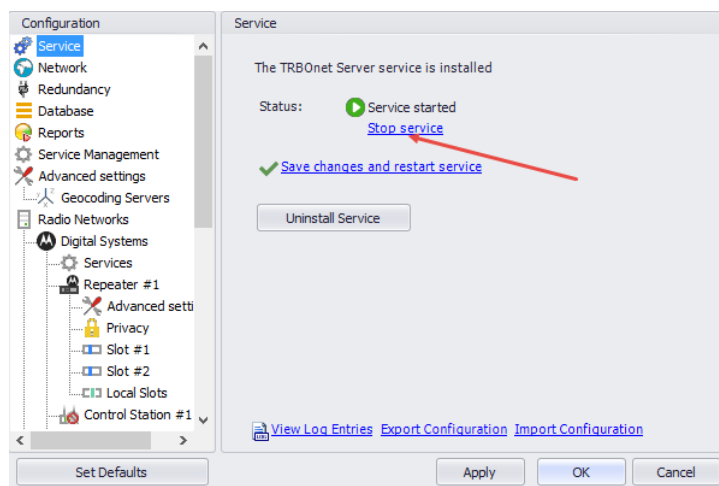 Configuration
Service
Network
Redundancy
Database
Reports
Service Management
Advanced settings
Geocoding Servers
Radio Networks
Digital Systems
Services
Repeater #1
Advanced setti
Privacy
Slot #1
Slot #2
Local Slots
Control Station #1
Set Defaults
Service
The TRBOnet Server service is installed
Status: Service started
Stop service
Save changes and restart service
Uninstall Service
View Log Entries Export Configuration Import Configuration
Apply OK Cancel